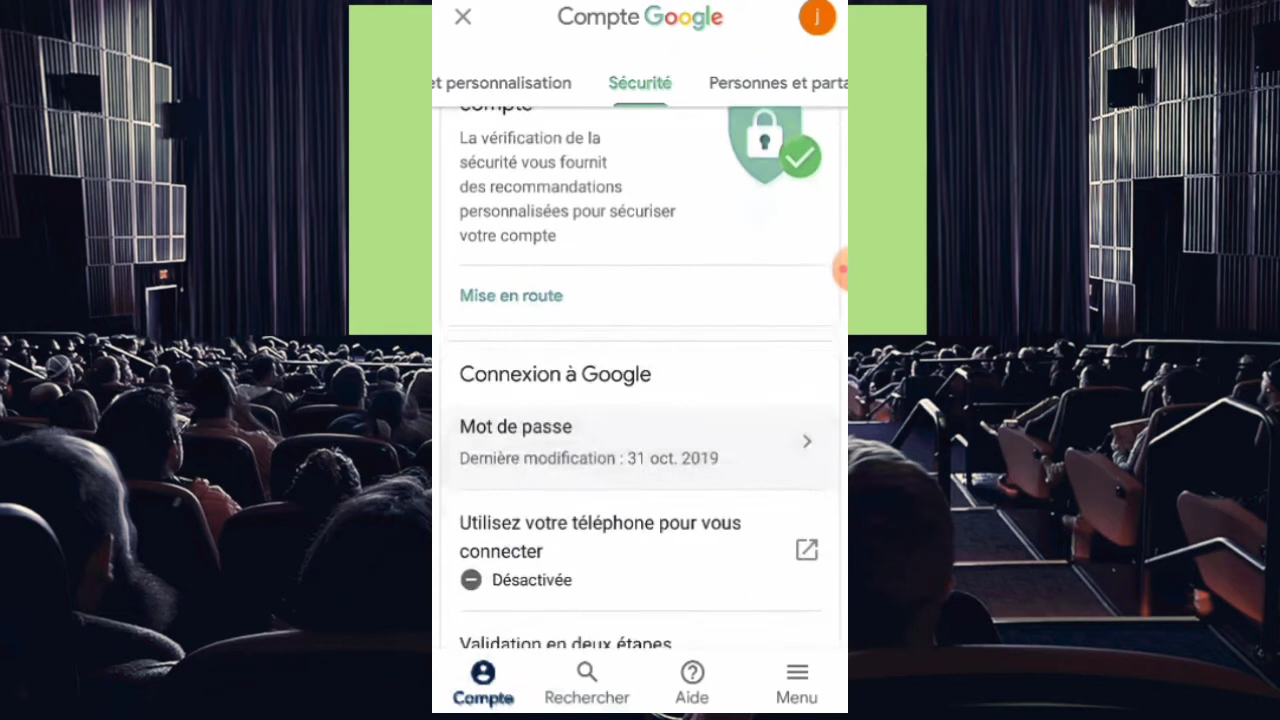 Compte Google
j
et personnalisation Sécurité Personnes et parta
compte
La vérification de la
sécurité vous fournit
des recommandations
personnalisées pour sécuriser
votre compte
Mise en route
Connexion à Google
Mot de passe
Dernière modification : 31 oct. 2019
Utilisez votre téléphone pour vous
connecter
Désactivée
Validation en deux étapes
Compte Rechercher Aide Menu